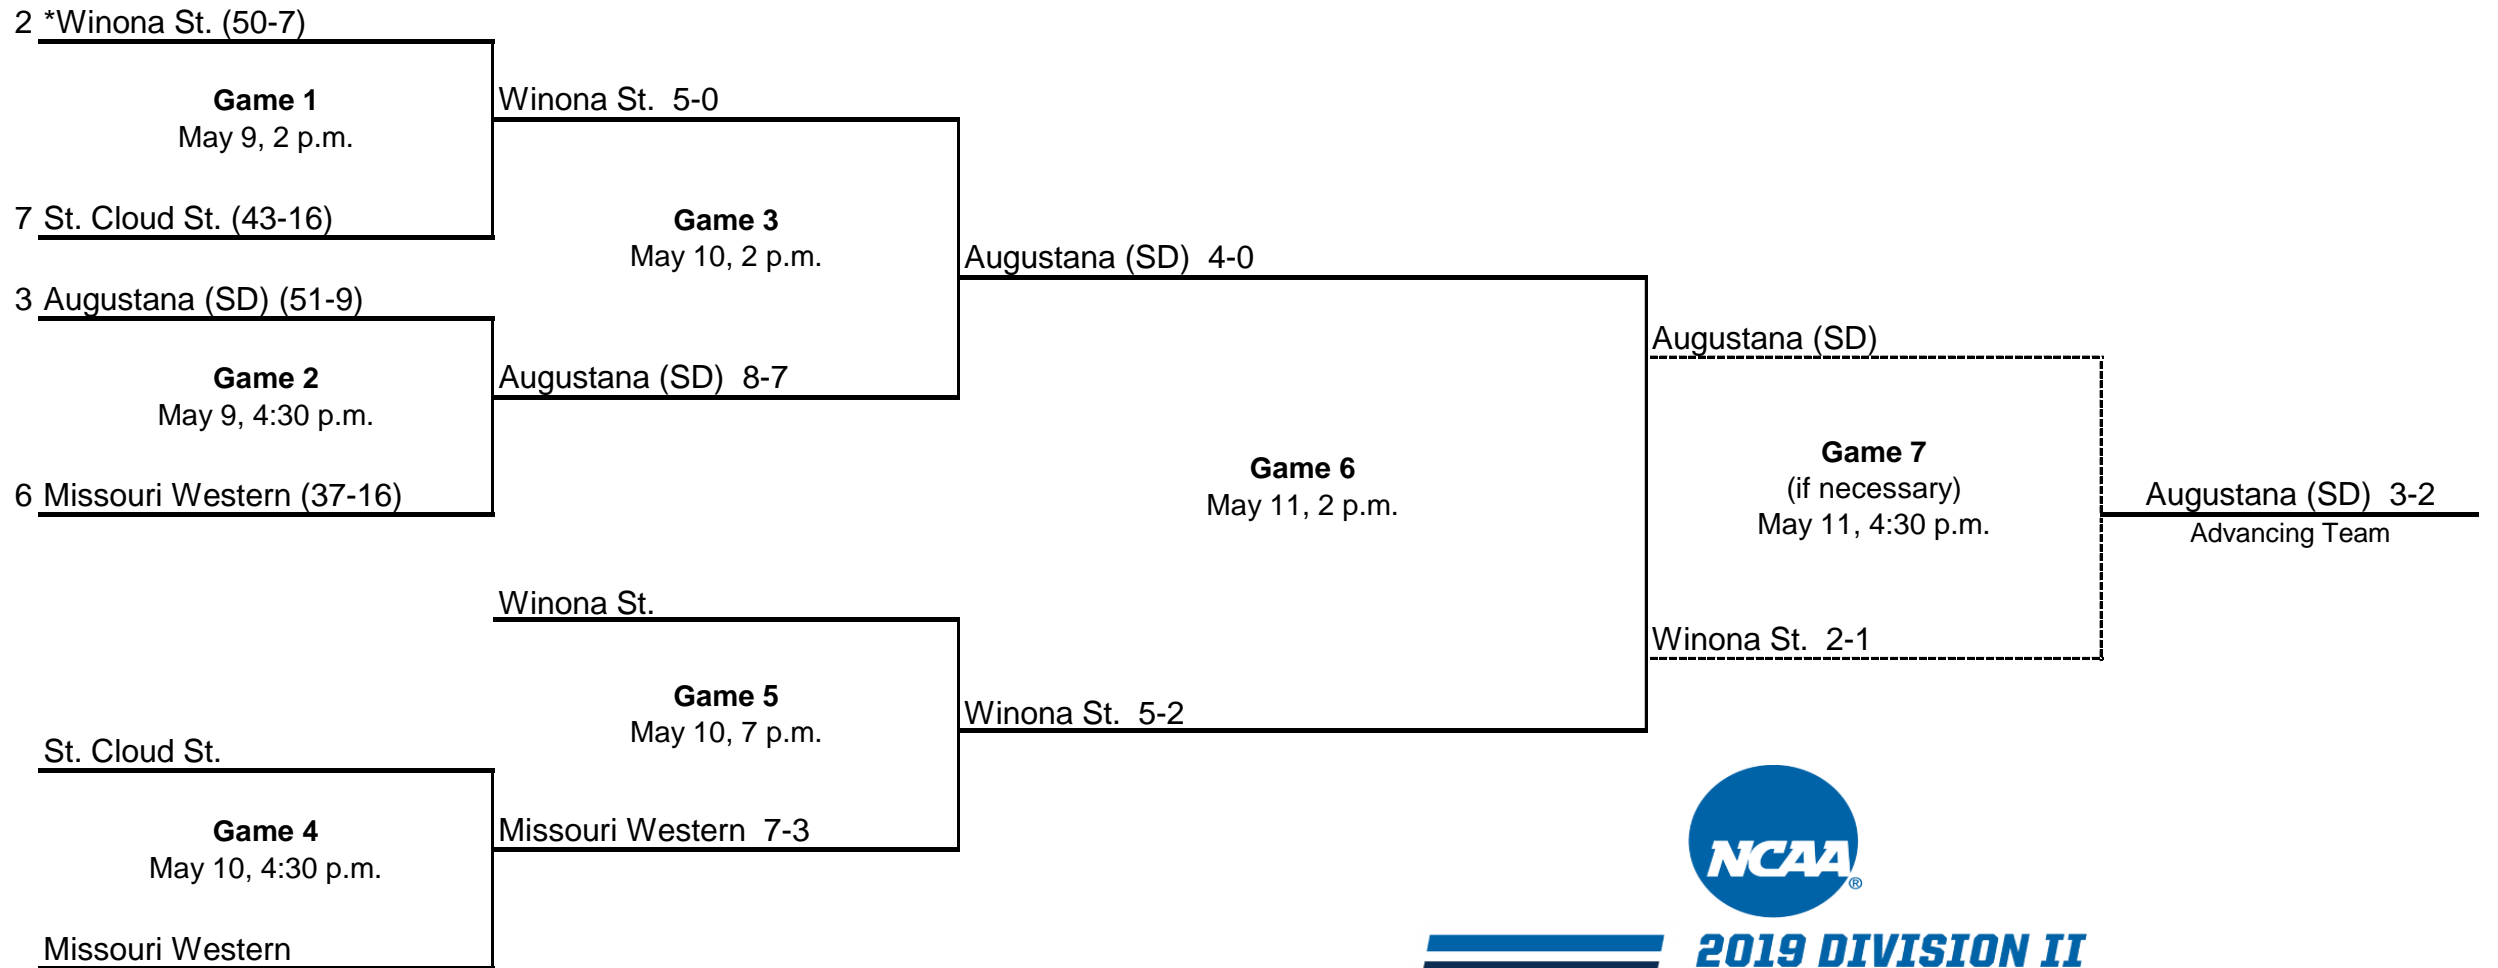 2 *Winona St. (50-7)
Game 1
May 9, 2 p.m.
7 St. Cloud St. (43-16)
Winona St. 5-0
3 Augustana (SD) (51-9)
Game 2
May 9, 4:30 p.m.
6 Missouri Western (37-16)
Augustana (SD) 8-7
Game 3
May 10, 2 p.m.
Augustana (SD) 4-0
St. Cloud St.
Game 4
May 10, 4:30 p.m.
Missouri Western
Winona St.
Game 5
May 10, 7 p.m.
Missouri Western 7-3
Winona St. 5-2
Game 6
May 11, 2 p.m.
Augustana (SD)
Game 7
(if necessary)
May 11, 4:30 p.m.
Winona St. 2-1
Augustana (SD) 3-2
Advancing Team
NCAA®
2019 DIVISION II